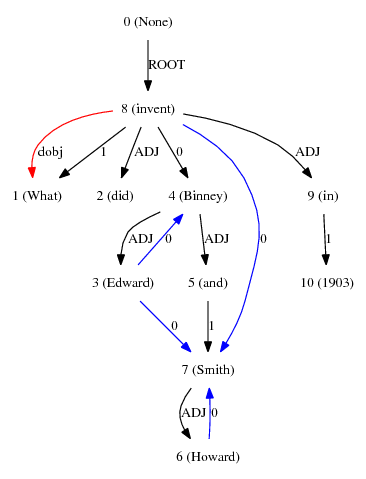 0 (None)
ROOT
8 (invent)
dobj 1 ADJ 0 ADJ
1 (What) 2 (did) 4 (Binney) 9 (in)
ADJ 0 ADJ 0 1
3 (Edward) 5 (and) 10 (1903)
0 1
7 (Smith)
ADJ 0
6 (Howard)